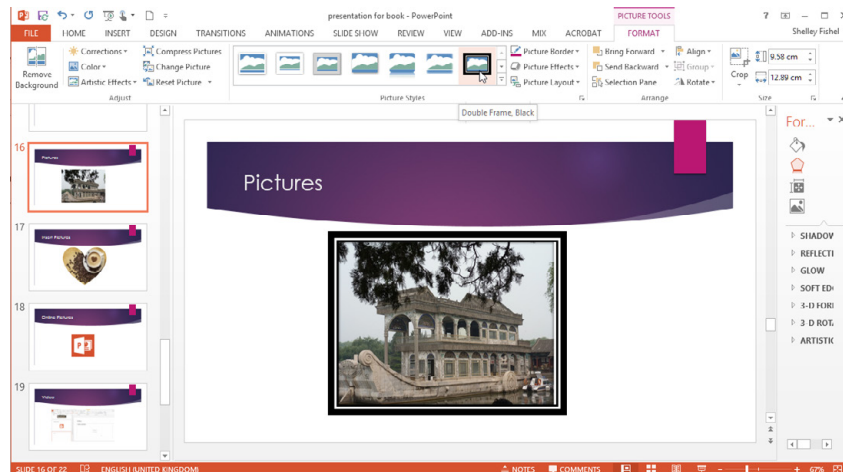 presentation for book - PowerPoint
PICTURE TOOLS
?
FILE HOME INSERT DESIGN TRANSITIONS ANIMATIONS SLIDE SHOW REVIEW VIEW ADD-INS MIX ACROBAT FORMAT Shelley Fishel
Remove Background
Corrections
Color
Artistic Effects
Compress Pictures
Change Picture
Reset Picture
Adjust
Picture Styles
Picture Border
Picture Effects
Picture Layout
Bring Forward
Send Backward
Selection Pane
Align
Group
Rotate
Arrange
Crop
9.58 cm
12.89 cm
Size
Double Frame, Black
16
Pictures
17
Insert Pictures
18
Online Pictures
19
Pictures
For...
SHADOW
REFLECTI
GLOW
SOFT ED
3-D FOR
3-D ROT
ARTISTIC
SLIDE 16 OF 22 ENGLISH (UNITED KINGDOM) NOTES COMMENTS 67%